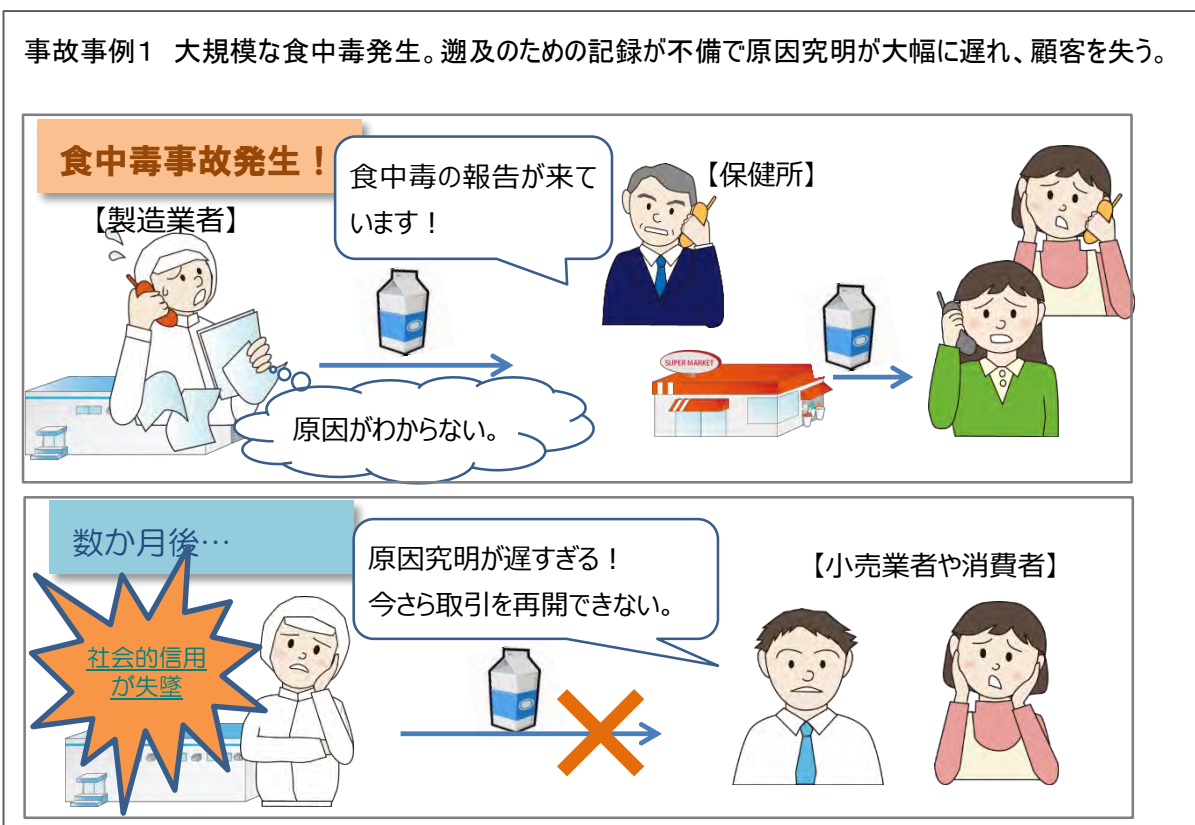 事故事例1 大規模な食中毒発生。遡及のための記録が不備で原因究明が大幅に遅れ、顧客を失う。
食中毒事故発生！
【製造業者】
食中毒の報告が来て
います！
【保健所】
SUPER MARKET
原因がわからない。
数か月後…
社会的信用
が失墜
原因究明が遅すぎる！
今さら取引を再開できない。
【小売業者や消費者】